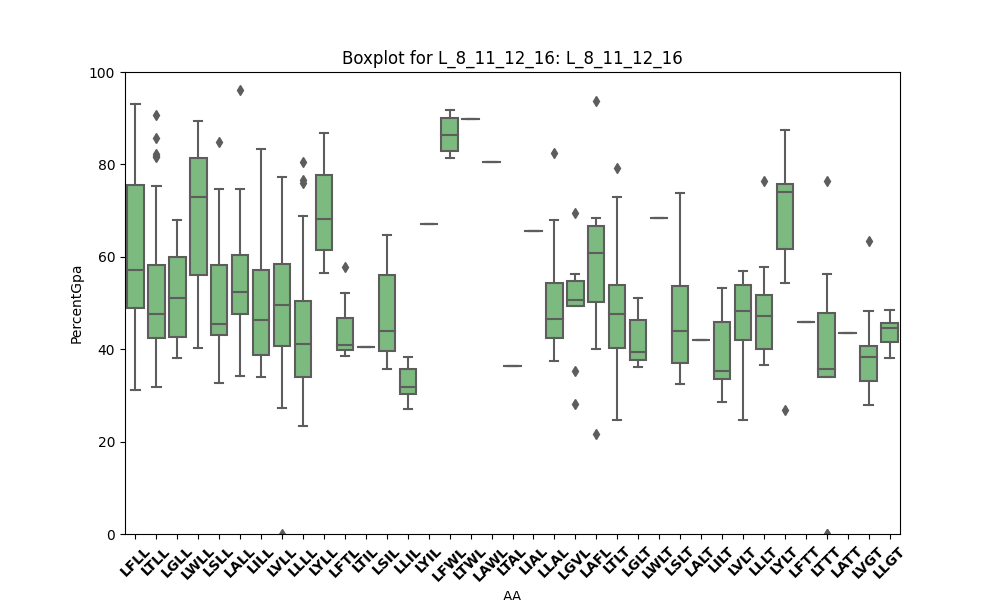 Boxplot for L_8_11_12_16: L_8_11_12_16
PercentGpa
100
80
60
40
20
0
LFLL LTLL LGLL LWLL LSLL LALL LILL LVLL LLLL LYLL LFTL LTIL LSIL LLIL LYIL LFWL LTWL LAWL LTAL LIAL LLAL LGVL LAFL LTLT LGLT LWLT LSLT LALT LILT LVLT LLLT LYLT LFTT LTTT LATT LVGT LLGT
AA